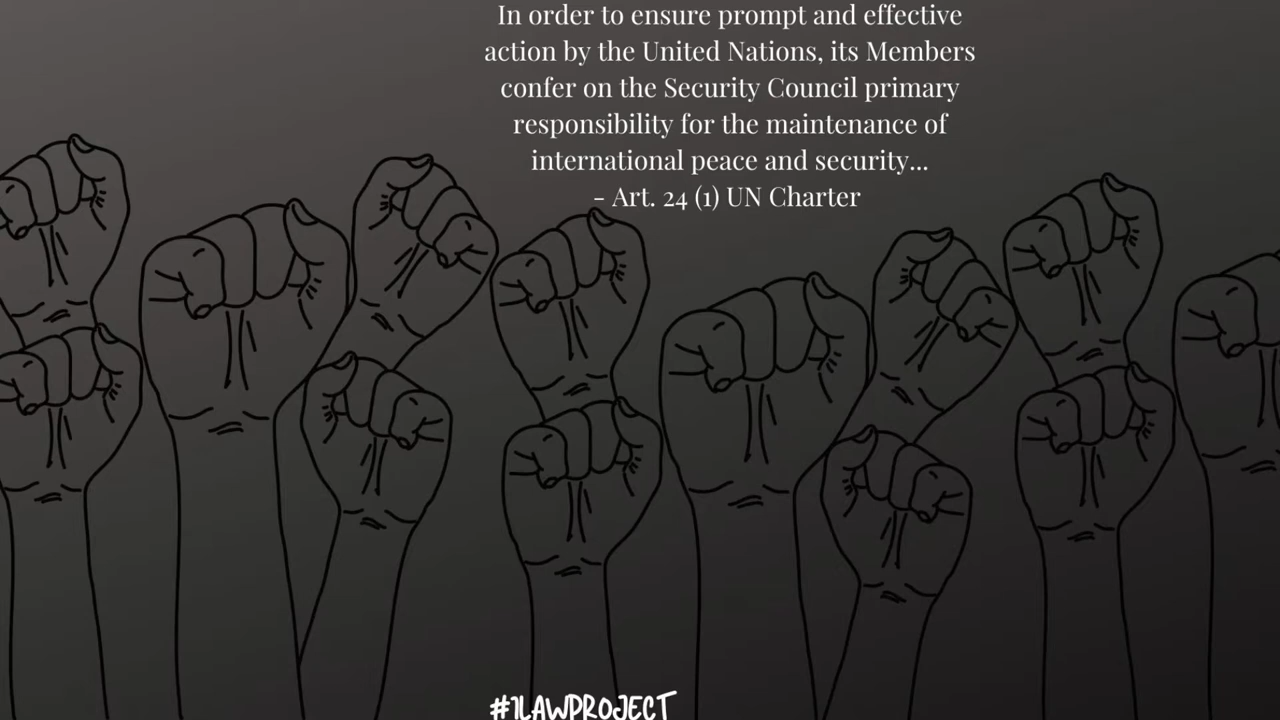 In order to ensure prompt and effective
action by the United Nations, its Members
confer on the Security Council primary
responsibility for the maintenance of
international peace and security...
- Art. 24 (1) UN Charter
#1LAWPROJECT